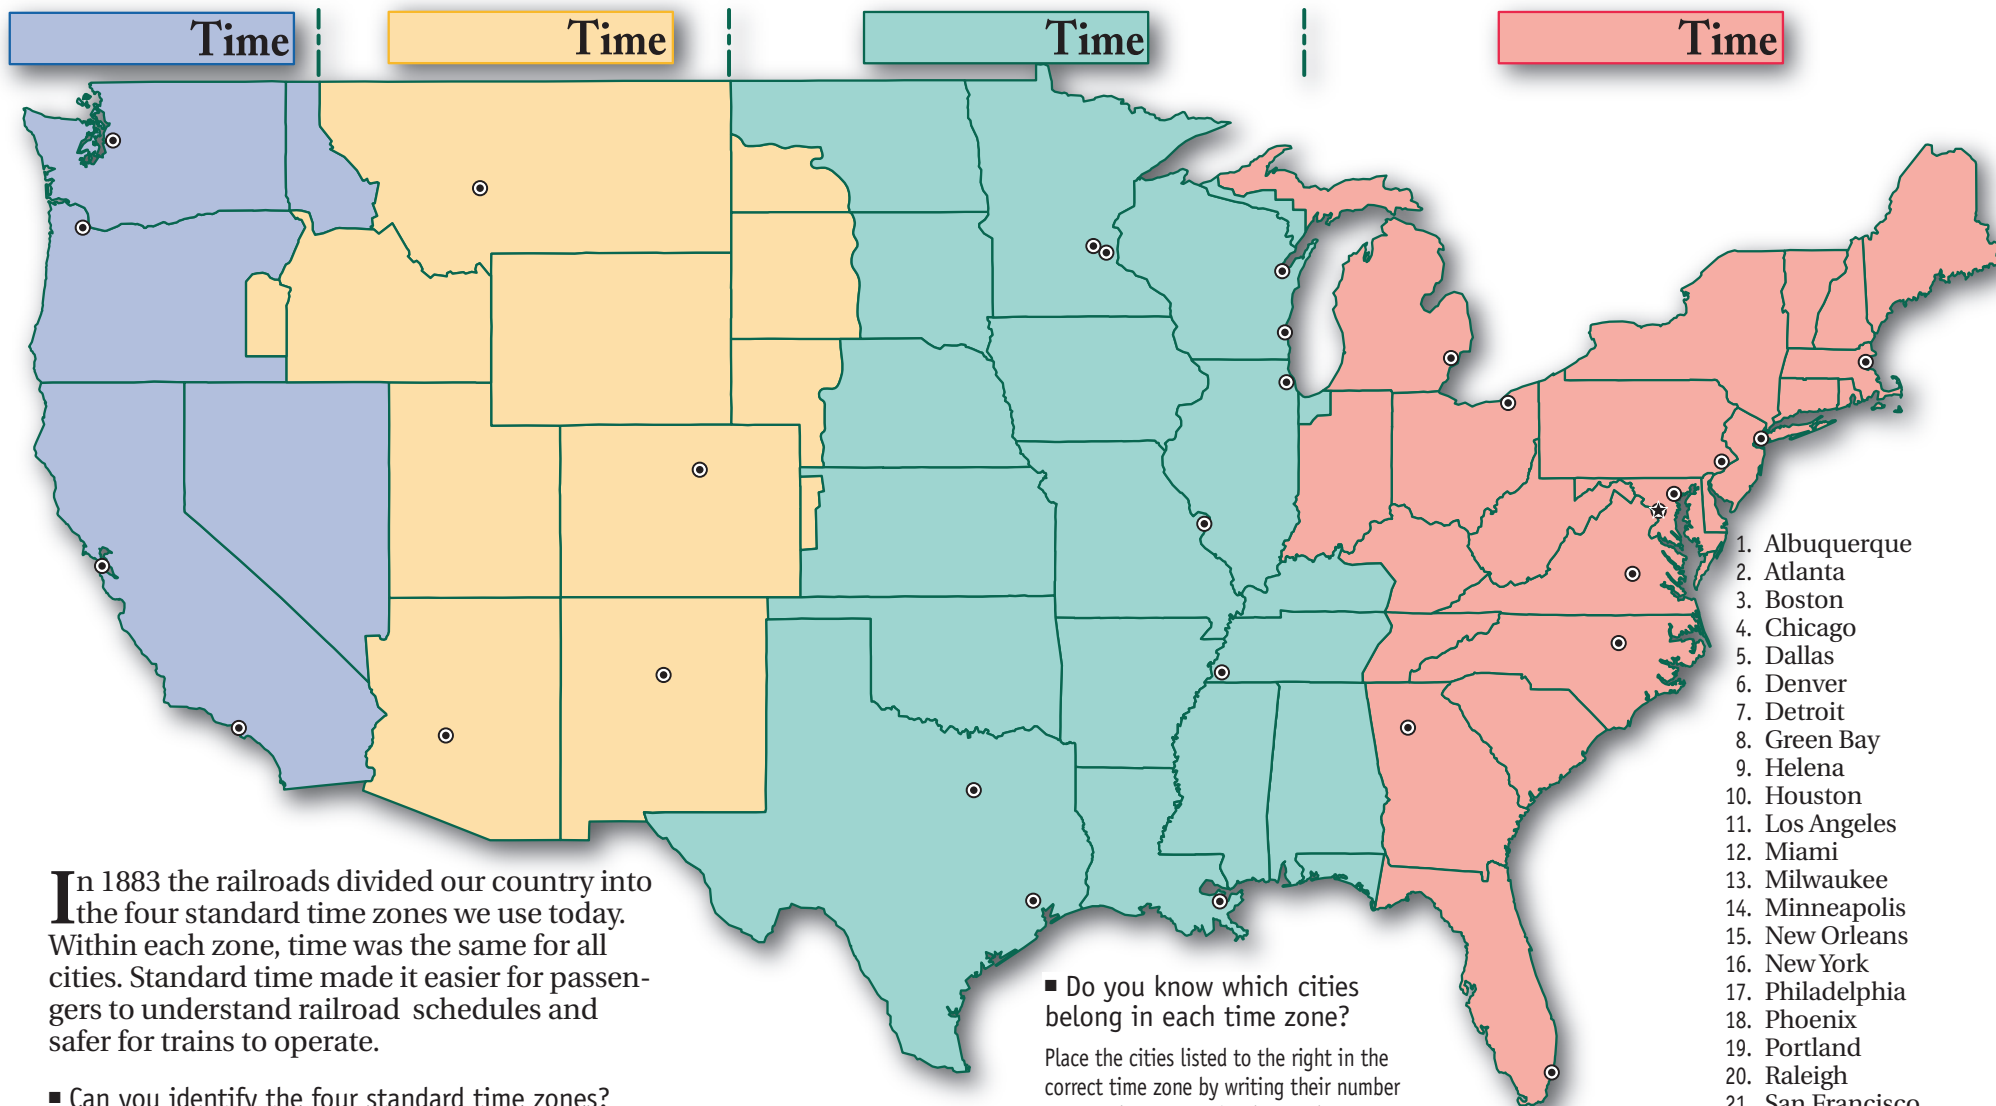 Time
Time
Time
Time
In 1883 the railroads divided our country into
the four standard time zones we use today.
Within each zone, time was the same for all
cities. Standard time made it easier for passen-
gers to understand railroad schedules and
safer for trains to operate.
■ Can you identify the four standard time zones?
■ Do you know which cities
belong in each time zone?
Place the cities listed to the right in the
correct time zone by writing their number
1. Albuquerque
2. Atlanta
3. Boston
4. Chicago
5. Dallas
6. Denver
7. Detroit
8. Green Bay
9. Helena
10. Houston
11. Los Angeles
12. Miami
13. Milwaukee
14. Minneapolis
15. New Orleans
16. New York
17. Philadelphia
18. Phoenix
19. Portland
20. Raleigh
21. San Francisco